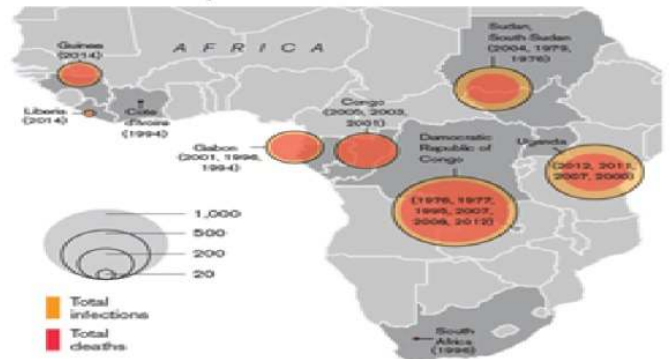 Guinea
(2014)
AFRICA
Sudan,
South Sudan
(2004, 1979,
1976)
Liberia
(2014)
Côte
d'Ivoire
(1994)
Congo
(2005, 2003,
2001)
Gabon
(2001, 1996,
1994)
Democratic
Republic of
Congo
(1976, 1977,
1995, 2007,
2008, 2012)
Uganda
(2012, 2011,
2007, 2000)
1,000
500
200
20
Total
infections
Total
deaths
South
Africa
(1996)